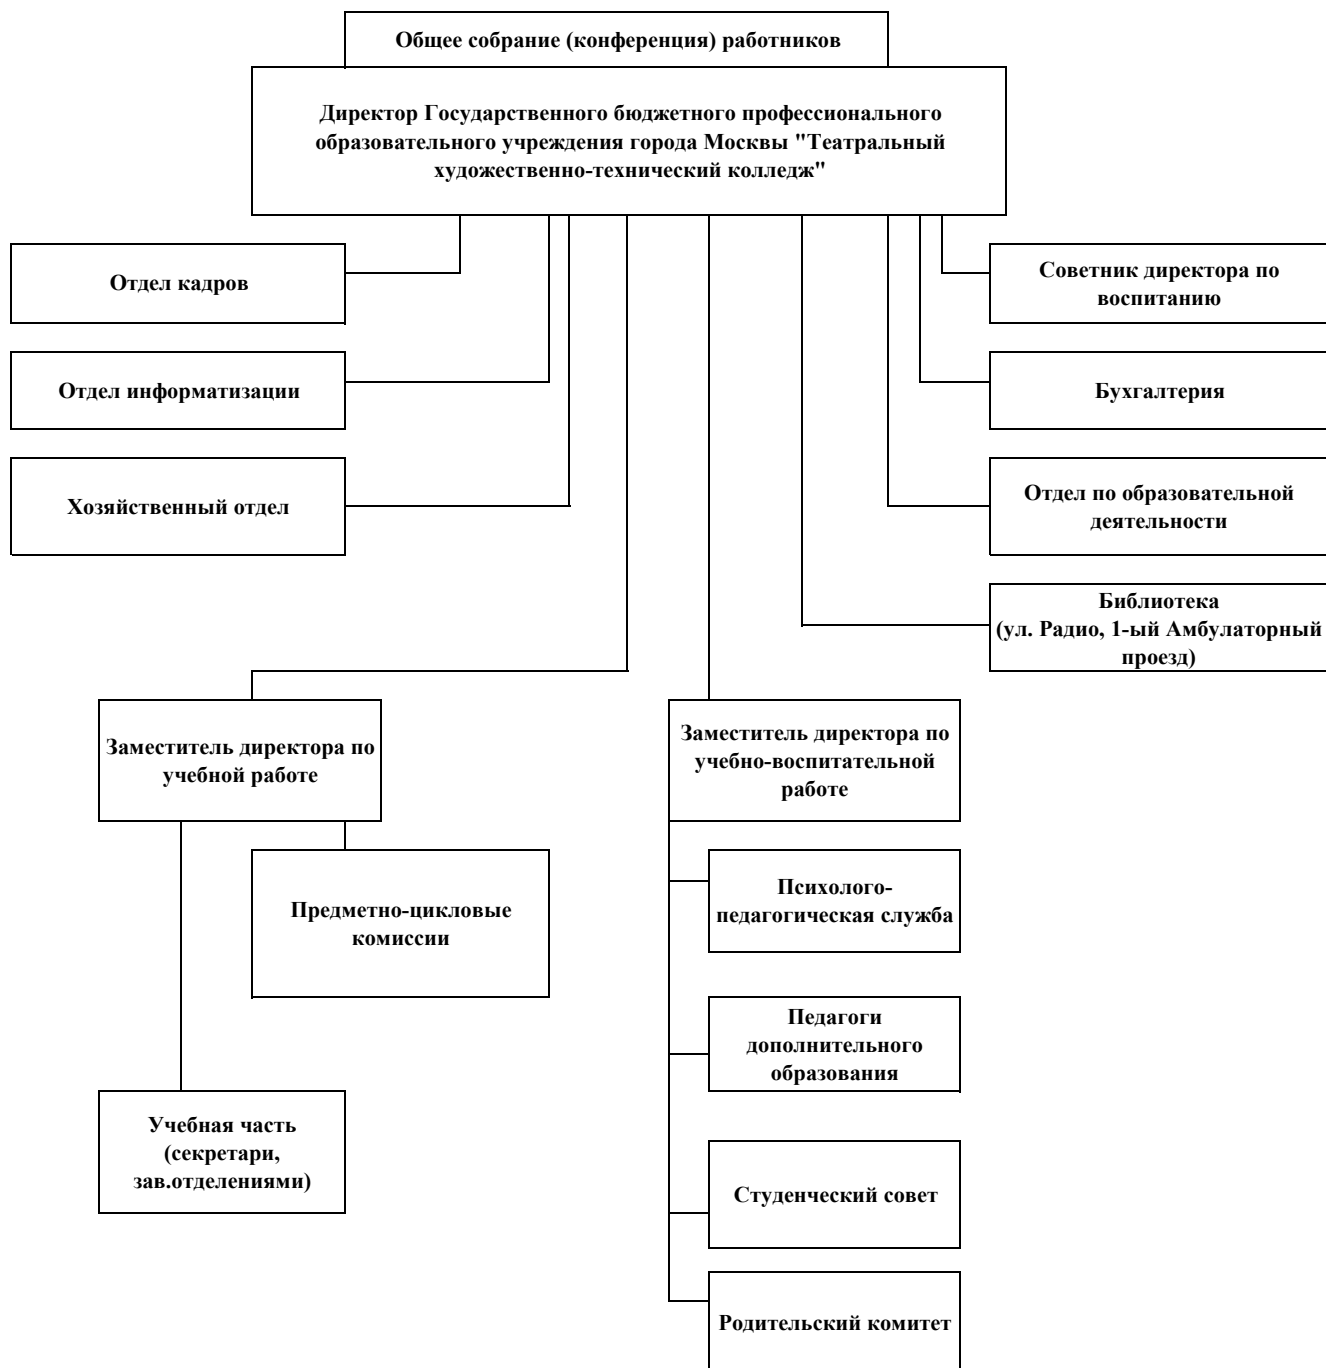 Общее собрание (конференция) работников
Директор Государственного бюджетного профессионального
образовательного учреждения города Москвы "Театральный
художественно-технический колледж"
Отдел кадров
Советник директора по
воспитанию
Отдел информатизации
Бухгалтерия
Хозяйственный отдел
Отдел по образовательной
деятельности
Библиотека
(ул. Радио, 1-ый Амбулаторный
проезд)
Заместитель директора по
учебной работе
Заместитель директора по
учебно-воспитательной
работе
Предметно-цикловые
комиссии
Психолого-
педагогическая служба
Педагоги
дополнительного
образования
Учебная часть
(секретари,
зав.отделениями)
Студенческий совет
Родительский комитет